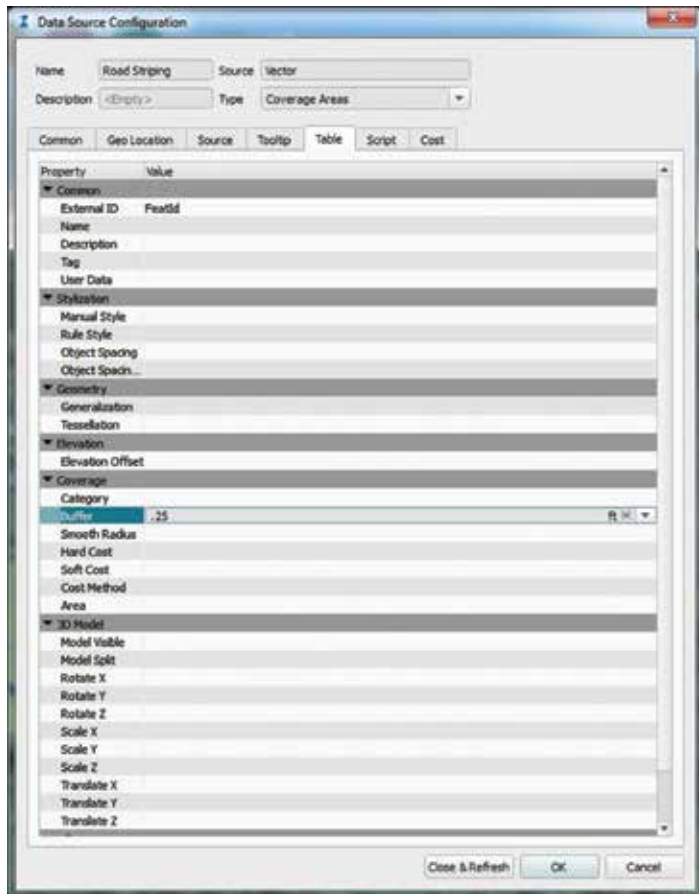 Data Source Configuration
Name Road Striping Source Vector
Description <Empty> Type Coverage Areas
Common Geo Location Source Tooltip Table Script Cost
Property Value
Common
External ID FeatId
Name
Description
Tag
User Data
Stylization
Manual Style
Rule Style
Object Spacing
Object Spacin...
Geometry
Generalization
Tessellation
Elevation
Elevation Offset
Coverage
Category
Buffer .25 ft
Smooth Radius
Hard Cost
Soft Cost
Cost Method
Area
3D Model
Model Visible
Model Split
Rotate X
Rotate Y
Rotate Z
Scale X
Scale Y
Scale Z
Translate X
Translate Y
Translate Z
Close & Refresh OK Cancel